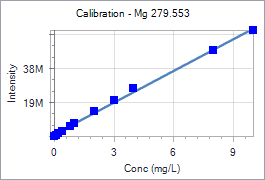 Calibration - Mg 279.553
Intensity
38M
19M
0
3
6
9
Conc (mg/L)